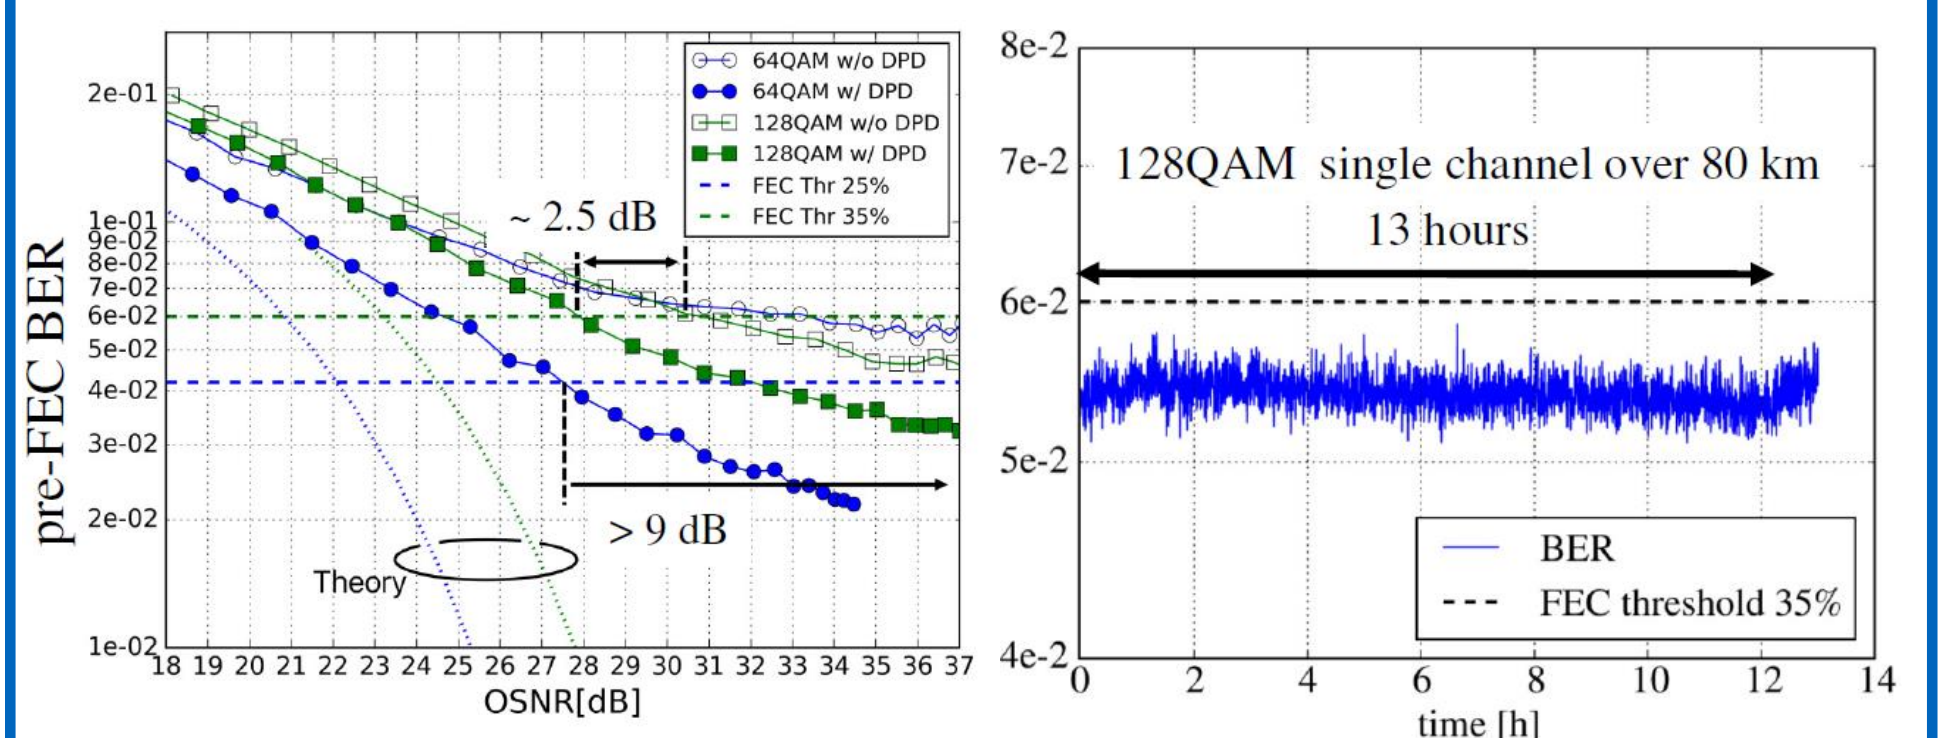 64QAM w/o DPD
64QAM w/ DPD
128QAM w/o DPD
128QAM w/ DPD
FEC Thr 25%
FEC Thr 35%
~ 2.5 dB
> 9 dB
Theory
pre-FEC BER
2e-01
1e-01
9e-02
8e-02
7e-02
6e-02
5e-02
4e-02
3e-02
2e-02
1e-02
18 19 20 21 22 23 24 25 26 27 28 29 30 31 32 33 34 35 36 37
OSNR[dB]
8e-2
7e-2
6e-2
5e-2
4e-2
128QAM single channel over 80 km
13 hours
BER
FEC threshold 35%
0 2 4 6 8 10 12 14
time [h]